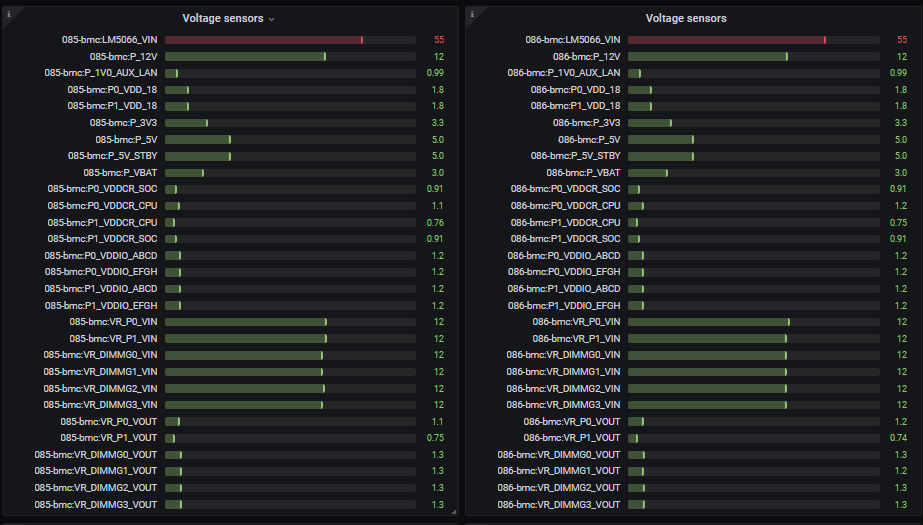 Voltage sensors
085-bmc:LM5066_VIN 55
085-bmc:P_12V 12
085-bmc:P_1V0_AUX_LAN 0.99
085-bmc:P0_VDD_18 1.8
085-bmc:P1_VDD_18 1.8
085-bmc:P_3V3 3.3
085-bmc:P_5V 5.0
085-bmc:P_5V_STBY 5.0
085-bmc:P_VBAT 3.0
085-bmc:P0_VDDCR_SOC 0.91
085-bmc:P0_VDDCR_CPU 1.1
085-bmc:P1_VDDCR_CPU 0.76
085-bmc:P1_VDDCR_SOC 0.91
085-bmc:P0_VDDIO_ABCD 1.2
085-bmc:P0_VDDIO_EFGH 1.2
085-bmc:P1_VDDIO_ABCD 1.2
085-bmc:P1_VDDIO_EFGH 1.2
085-bmc:VR_P0_VIN 12
085-bmc:VR_P1_VIN 12
085-bmc:VR_DIMMG0_VIN 12
085-bmc:VR_DIMMG1_VIN 12
085-bmc:VR_DIMMG2_VIN 12
085-bmc:VR_DIMMG3_VIN 12
085-bmc:VR_P0_VOUT 1.1
085-bmc:VR_P1_VOUT 0.75
085-bmc:VR_DIMMG0_VOUT 1.3
085-bmc:VR_DIMMG1_VOUT 1.3
085-bmc:VR_DIMMG2_VOUT 1.3
085-bmc:VR_DIMMG3_VOUT 1.3
Voltage sensors
086-bmc:LM5066_VIN 55
086-bmc:P_12V 12
086-bmc:P_1V0_AUX_LAN 0.99
086-bmc:P0_VDD_18 1.8
086-bmc:P1_VDD_18 1.8
086-bmc:P_3V3 3.3
086-bmc:P_5V 5.0
086-bmc:P_5V_STBY 5.0
086-bmc:P_VBAT 3.0
086-bmc:P0_VDDCR_SOC 0.91
086-bmc:P0_VDDCR_CPU 1.2
086-bmc:P1_VDDCR_CPU 0.75
086-bmc:P1_VDDCR_SOC 0.91
086-bmc:P0_VDDIO_ABCD 1.2
086-bmc:P0_VDDIO_EFGH 1.2
086-bmc:P1_VDDIO_ABCD 1.2
086-bmc:P1_VDDIO_EFGH 1.2
086-bmc:VR_P0_VIN 12
086-bmc:VR_P1_VIN 12
086-bmc:VR_DIMMG0_VIN 12
086-bmc:VR_DIMMG1_VIN 12
086-bmc:VR_DIMMG2_VIN 12
086-bmc:VR_DIMMG3_VIN 12
086-bmc:VR_P0_VOUT 1.2
086-bmc:VR_P1_VOUT 0.74
086-bmc:VR_DIMMG0_VOUT 1.3
086-bmc:VR_DIMMG1_VOUT 1.2
086-bmc:VR_DIMMG2_VOUT 1.3
086-bmc:VR_DIMMG3_VOUT 1.3